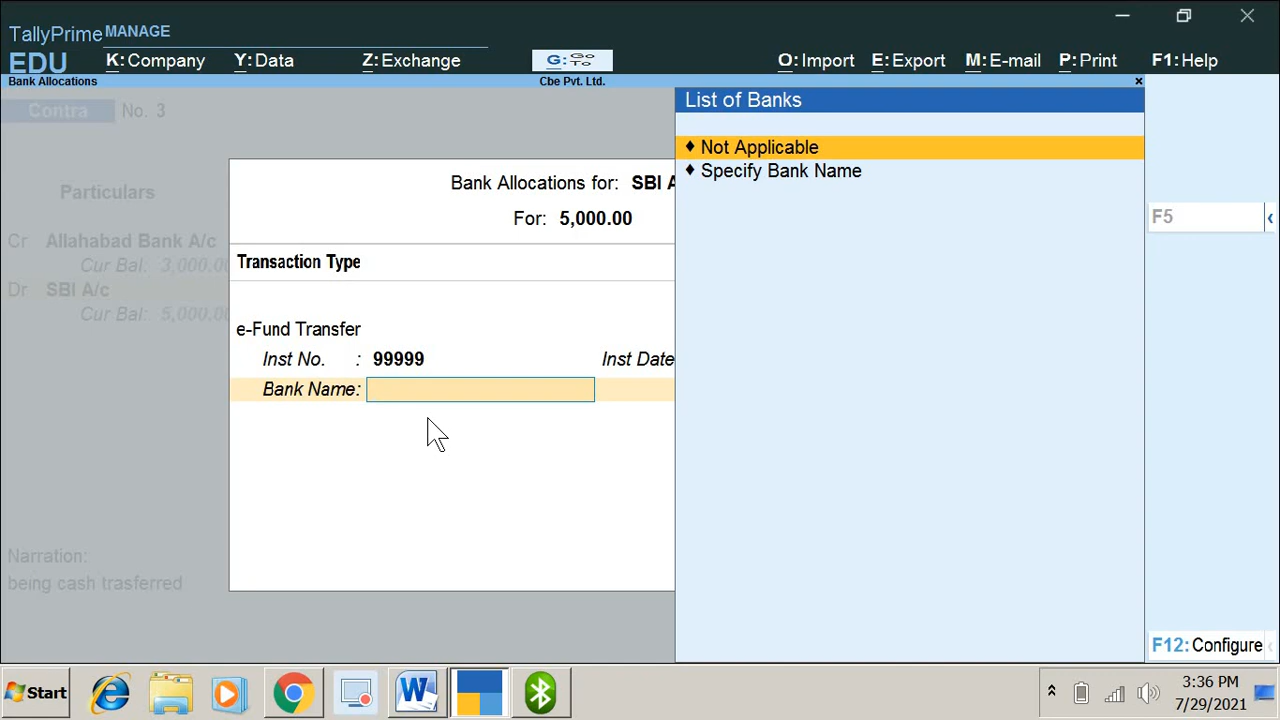 TallyPrime MANAGE
EDU K:Company Y:Data Z:Exchange G: Go To O:Import E:Export M:E-mail P:Print F1:Help
Bank Allocations Cbe Pvt. Ltd. x
Contra No. 3
List of Banks
♦ Not Applicable
♦ Specify Bank Name
Bank Allocations for: SBI A
For: 5,000.00
Particulars
Transaction Type
Cr Allahabad Bank A/c
Cur Bal: 3,000.00
Dr SBI A/c
Cur Bal: 5,000.00
e-Fund Transfer
Inst No. : 99999 Inst Date
Bank Name:
F5
Narration:
being cash trasferred
F12: Configure
Start
3:36 PM
7/29/2021